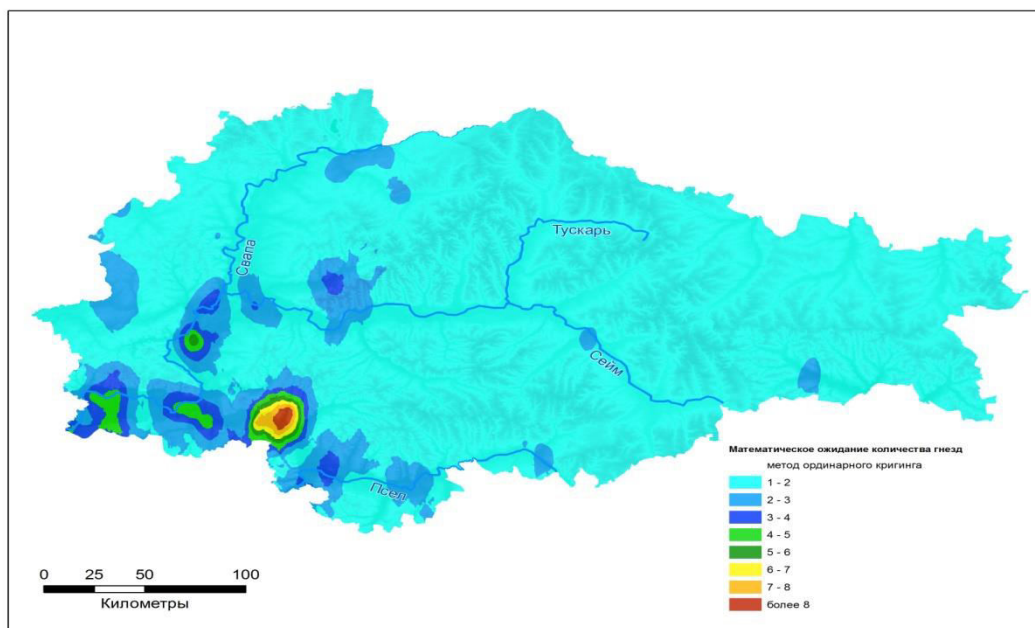 Тускарь
Свапа
Сейм
Псел
Математическое ожидание количества гнезд
метод ординарного кригинга
1 - 2
2 - 3
3 - 4
4 - 5
5 - 6
6 - 7
7 - 8
более 8
0 25 50 100
Километры